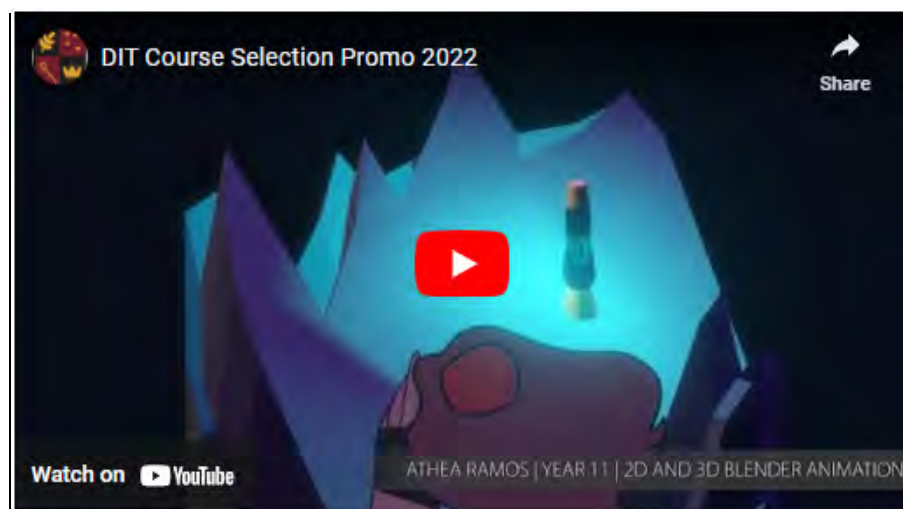 DIT Course Selection Promo 2022
Share
Watch on YouTube
ATHEA RAMOS | YEAR 11 | 2D AND 3D BLENDER ANIMATION